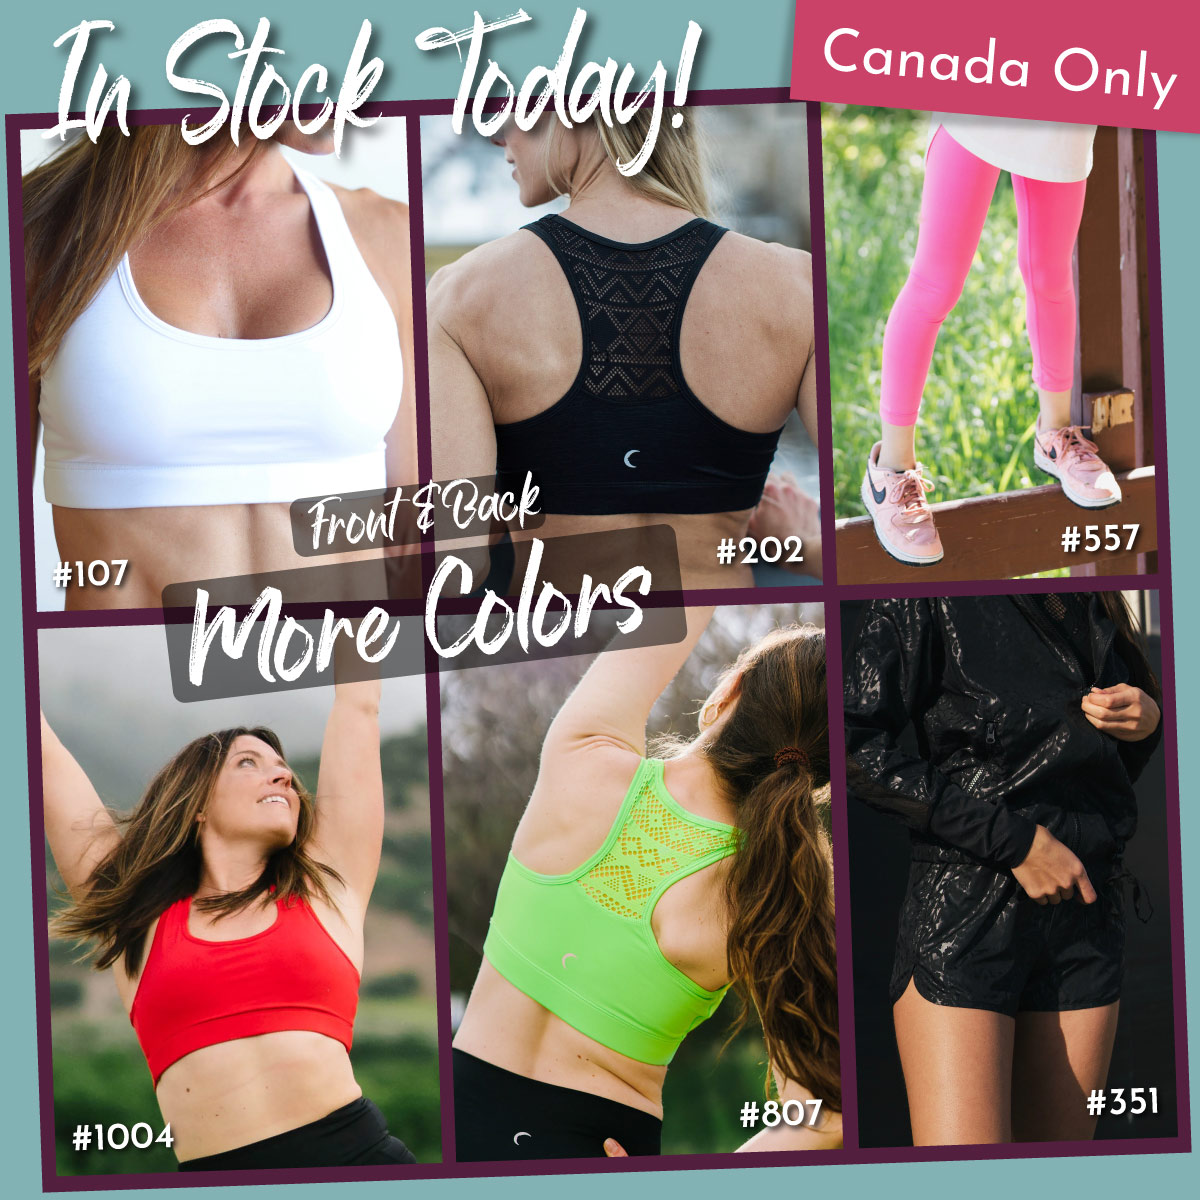 In Stock Today!
Canada Only
#107
#202
#557
Front & Back
More Colors
#1004
#807
#351